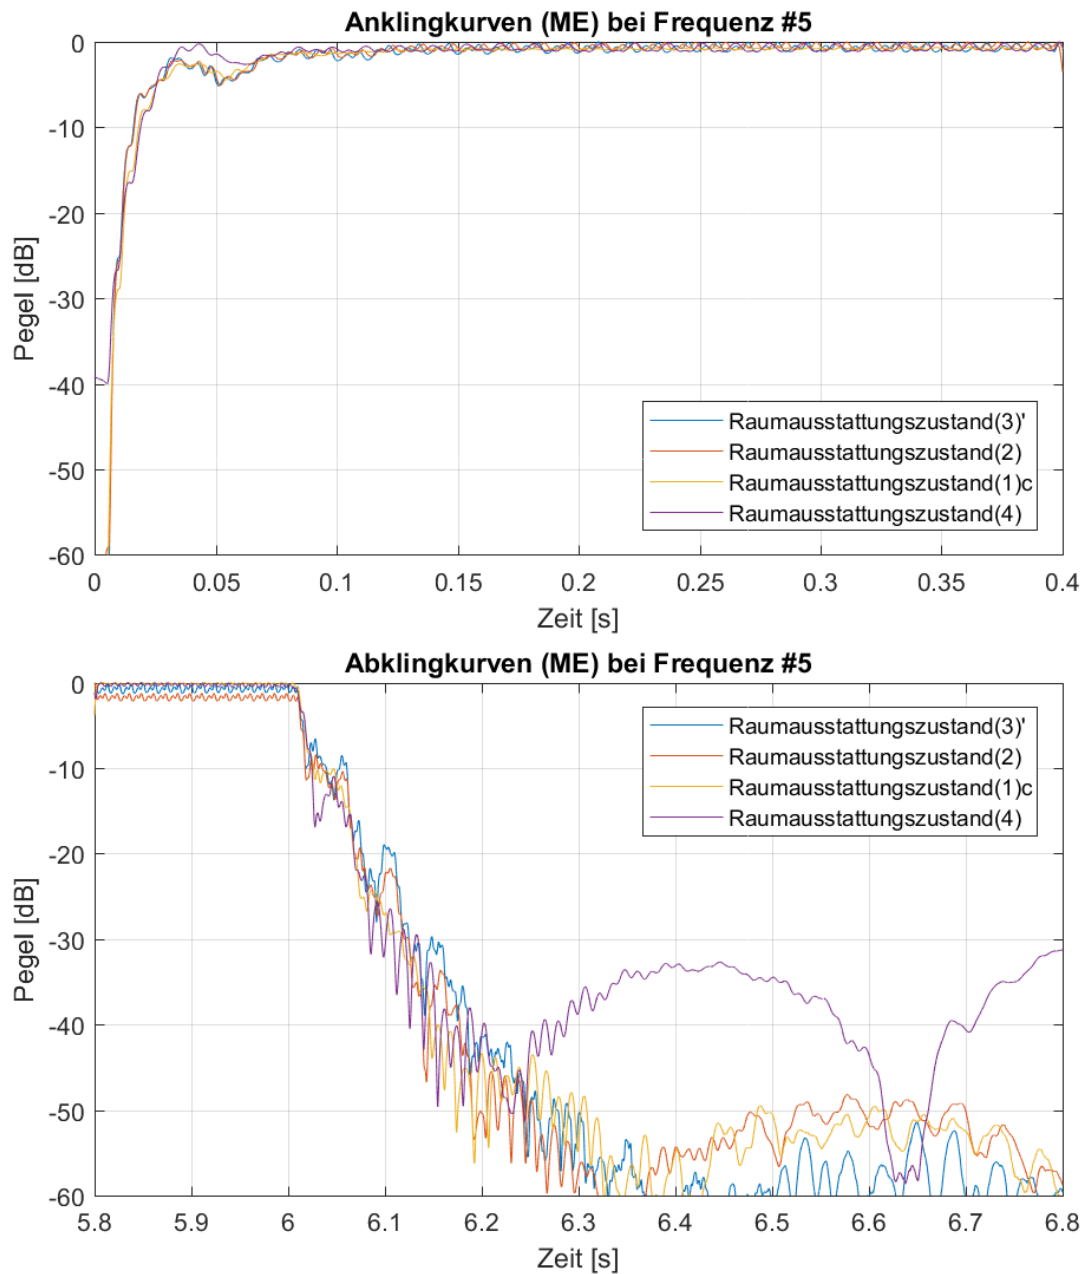 Anklingkurven (ME) bei Frequenz #5
0
-10
-20
-30
-40
-50
-60
Pegel [dB]
Raumausstattungszustand(3)'
Raumausstattungszustand(2)
Raumausstattungszustand(1)c
Raumausstattungszustand(4)
0 0.05 0.1 0.15 0.2 0.25 0.3 0.35 0.4
Zeit [s]
Abklingkurven (ME) bei Frequenz #5
0
-10
-20
-30
-40
-50
-60
Pegel [dB]
Raumausstattungszustand(3)'
Raumausstattungszustand(2)
Raumausstattungszustand(1)c
Raumausstattungszustand(4)
5.8 5.9 6 6.1 6.2 6.3 6.4 6.5 6.6 6.7 6.8
Zeit [s]